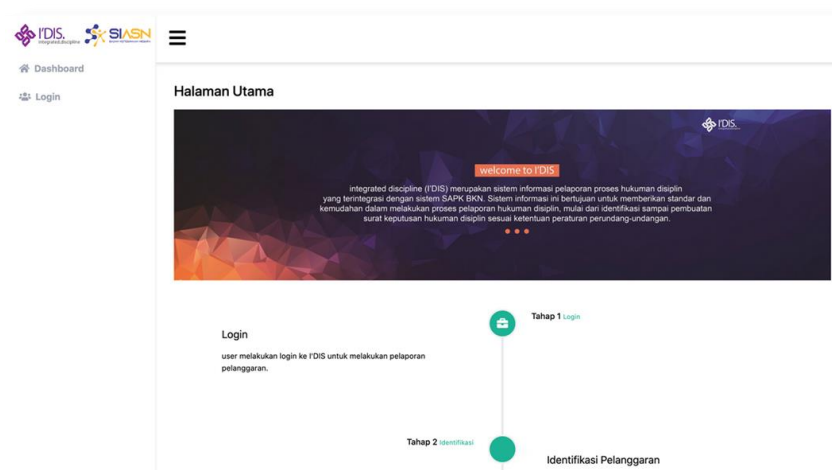 I'DIS.
integrated discipline
SIASN
Dashboard
Login
Halaman Utama
I'DIS.
welcome to I'DIS
integrated discipline (I'DIS) merupakan sistem informasi pelaporan proses hukuman disiplin
yang terintegrasi dengan sistem SAPK BKN. Sistem informasi ini bertujuan untuk memberikan standar dan
kemudahan dalam melakukan proses pelaporan hukuman disiplin, mulai dari identifikasi sampai pembuatan
surat keputusan hukuman disiplin sesuai ketentuan peraturan perundang-undangan.
Tahap 1 Login
Login
user melakukan login ke I'DIS untuk melakukan pelaporan
pelanggaran.
Tahap 2 Identifikasi
Identifikasi Pelanggaran